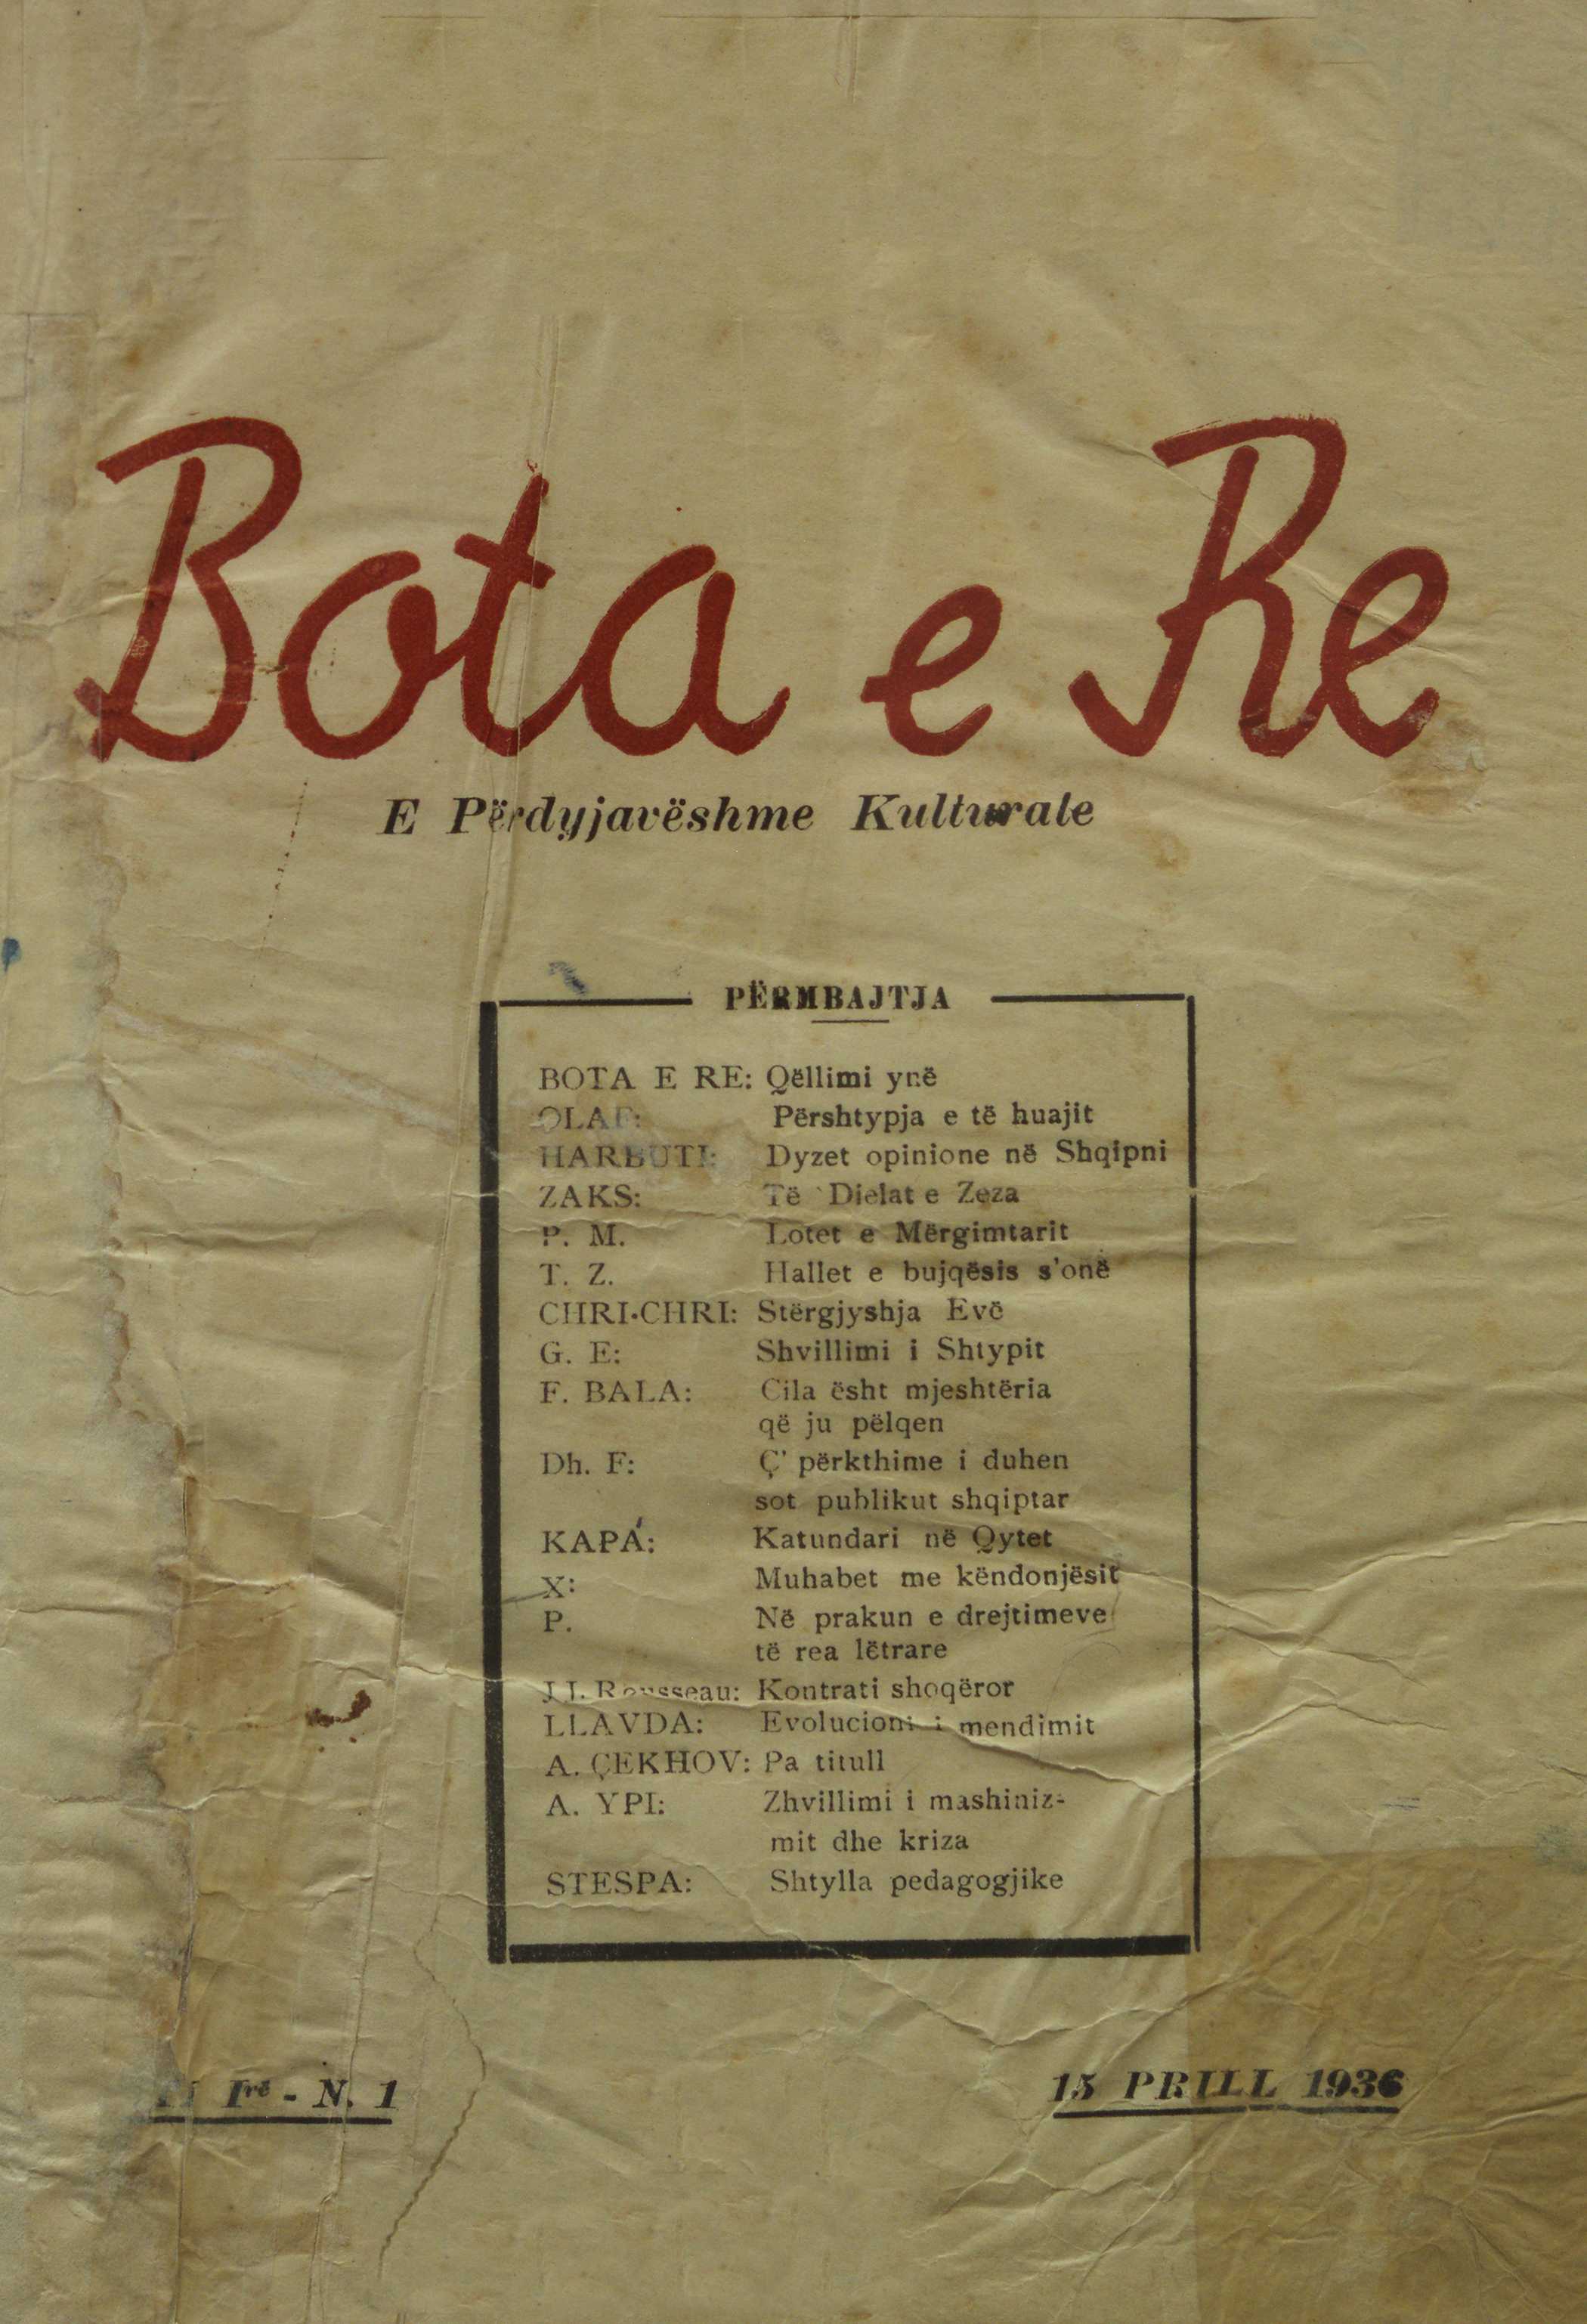 Bota e Re
E Përdyjavëshme Kulturale
PËRMBAJTJA
BOTA E RE: Qëllimi ynë
OLAF: Përshtypja e të huajit
HARBUTI: Dyzet opinione në Shqipni
ZAKS: Të Dielat e Zeza
P. M. Lotet e Mërgimtarit
T. Z. Hallet e bujqësis s'onë
CHRI-CHRI: Stërgjyshja Evë
G. E: Shvillimi i Shtypit
F. BALA: Cila ësht mjeshtëria
që ju pëlqen
Dh. F: Ç' përkthime i duhen
sot publikut shqiptar
KAPA: Katundari në Qytet
X: Muhabet me këndonjësit
P. Në prakun e drejtimeve
të rea lëtrare
J.J. Rousseau: Kontrati shoqëror
LLAVDA: Evolucioni i mendimit
A. ÇEKHOV: Pa titull
A. YPI: Zhvillimi i mashiniz-
mit dhe kriza
STESPA: Shtylla pedagogjike
I rë - N. 1
15 PRILL 1936